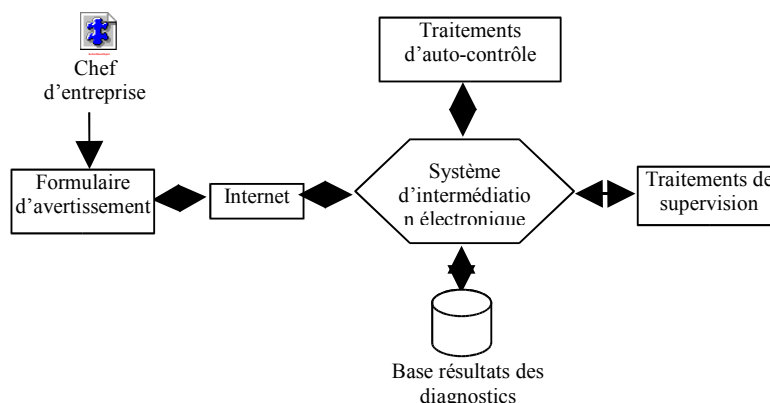 Chef
d'entreprise
Traitements
d'auto-contrôle
Formulaire
d'avertissement
Internet
Système
d'intermédiatio
n électronique
Traitements de
supervision
Base résultats des
diagnostics